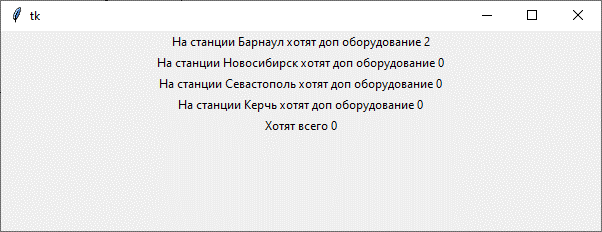 tk
На станции Барнаул хотят доп оборудование 2
На станции Новосибирск хотят доп оборудование 0
На станции Севастополь хотят доп оборудование 0
На станции Керчь хотят доп оборудование 0
Хотят всего 0